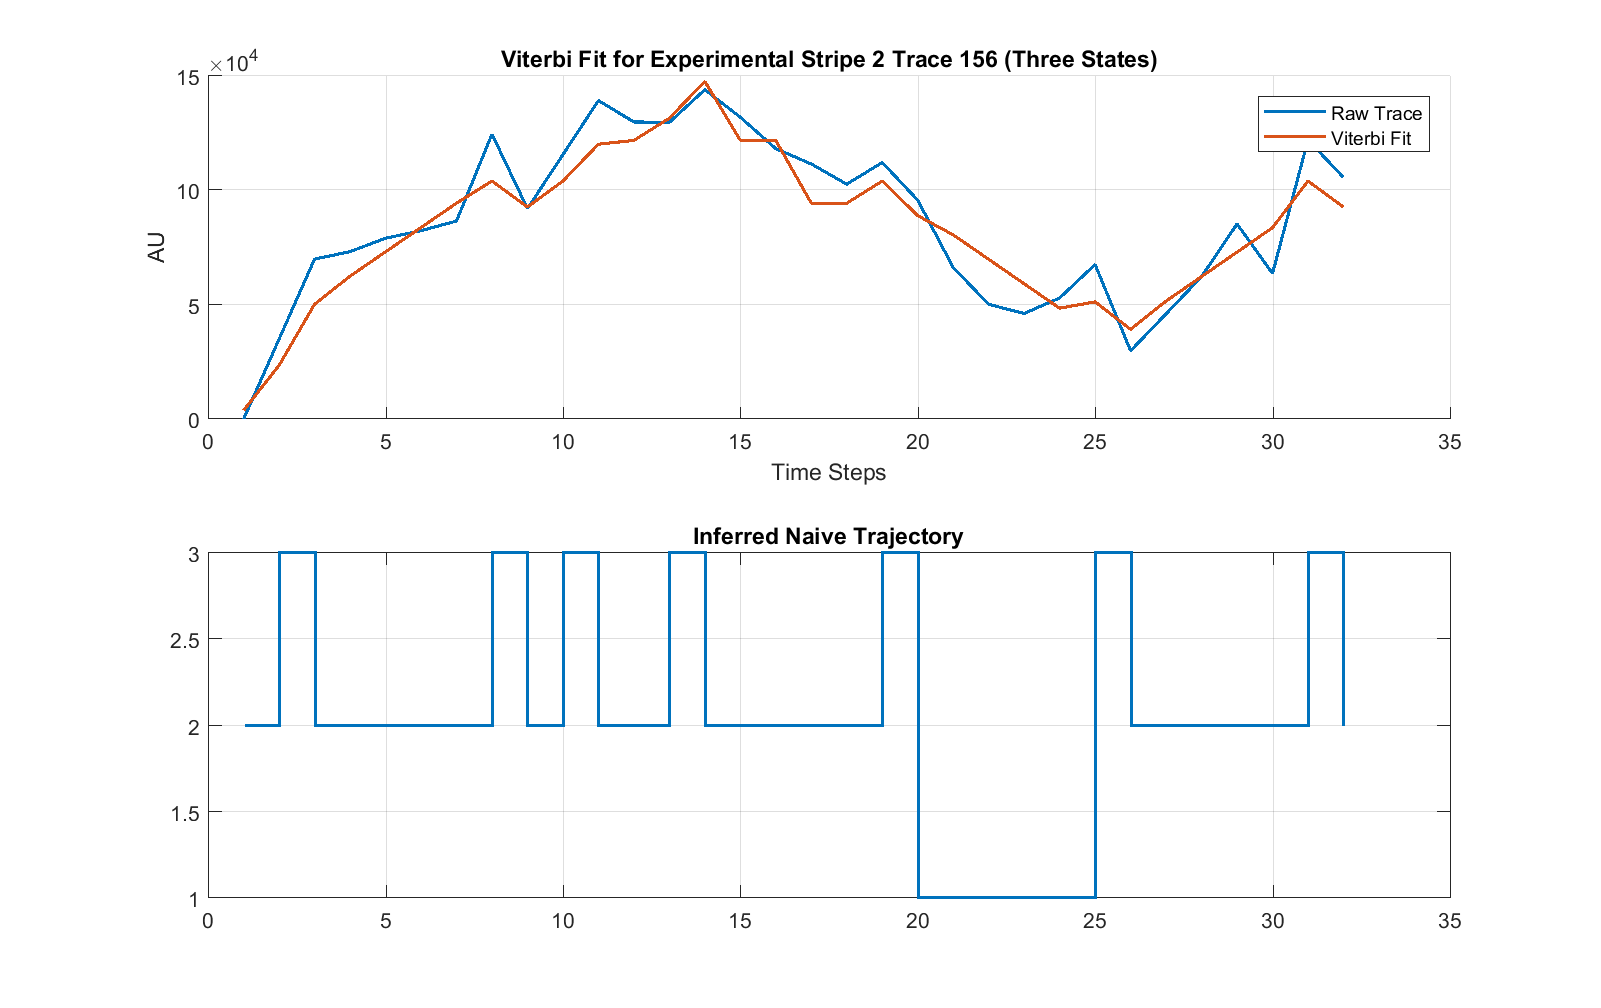 Viterbi Fit for Experimental Stripe 2 Trace 156 (Three States)
×10⁴
15
10
5
0
AU
Raw Trace
Viterbi Fit
0 5 10 15 20 25 30 35
Time Steps
Inferred Naive Trajectory
3
2.5
2
1.5
1
0 5 10 15 20 25 30 35